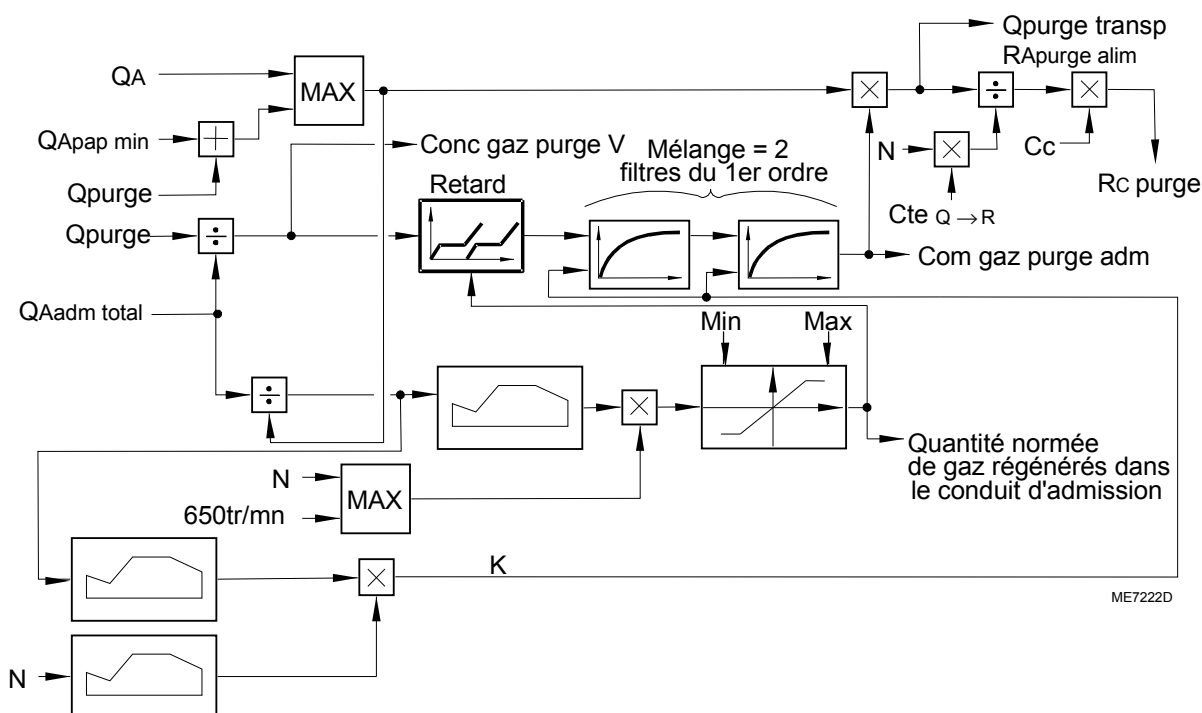 Qpurge transp
RApurge alim
QA
MAX
×
÷
×
QApap min
+
Conc gaz purge V
Mélange = 2
filtres du 1er ordre
N
×
Cc
Qpurge
Retard
RC purge
Qpurge
÷
Cte Q → R
Com gaz purge adm
QAadm total
Min
Max
÷
×
Quantité normée
de gaz régénérés dans
le conduit d'admission
N
MAX
650tr/mn
×
K
ME7222D
N